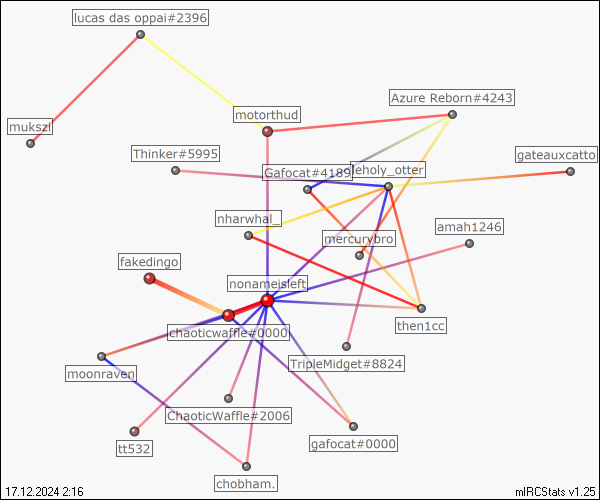 lucas das oppai#2396
Azure Reborn#4243
motorthud
mukszi
Thinker#5995
gateauxcatto
Gafocat#4189
leholy_otter
nharwhal_
amah1246
mercurybro
fakedingo
nonameisleft
then1cc
chaoticwaffle#0000
TripleMidget#8824
moonraven
ChaoticWaffle#2006
gafocat#0000
tt532
chobham.
17.12.2024 2:16
mIRCStats v1.25